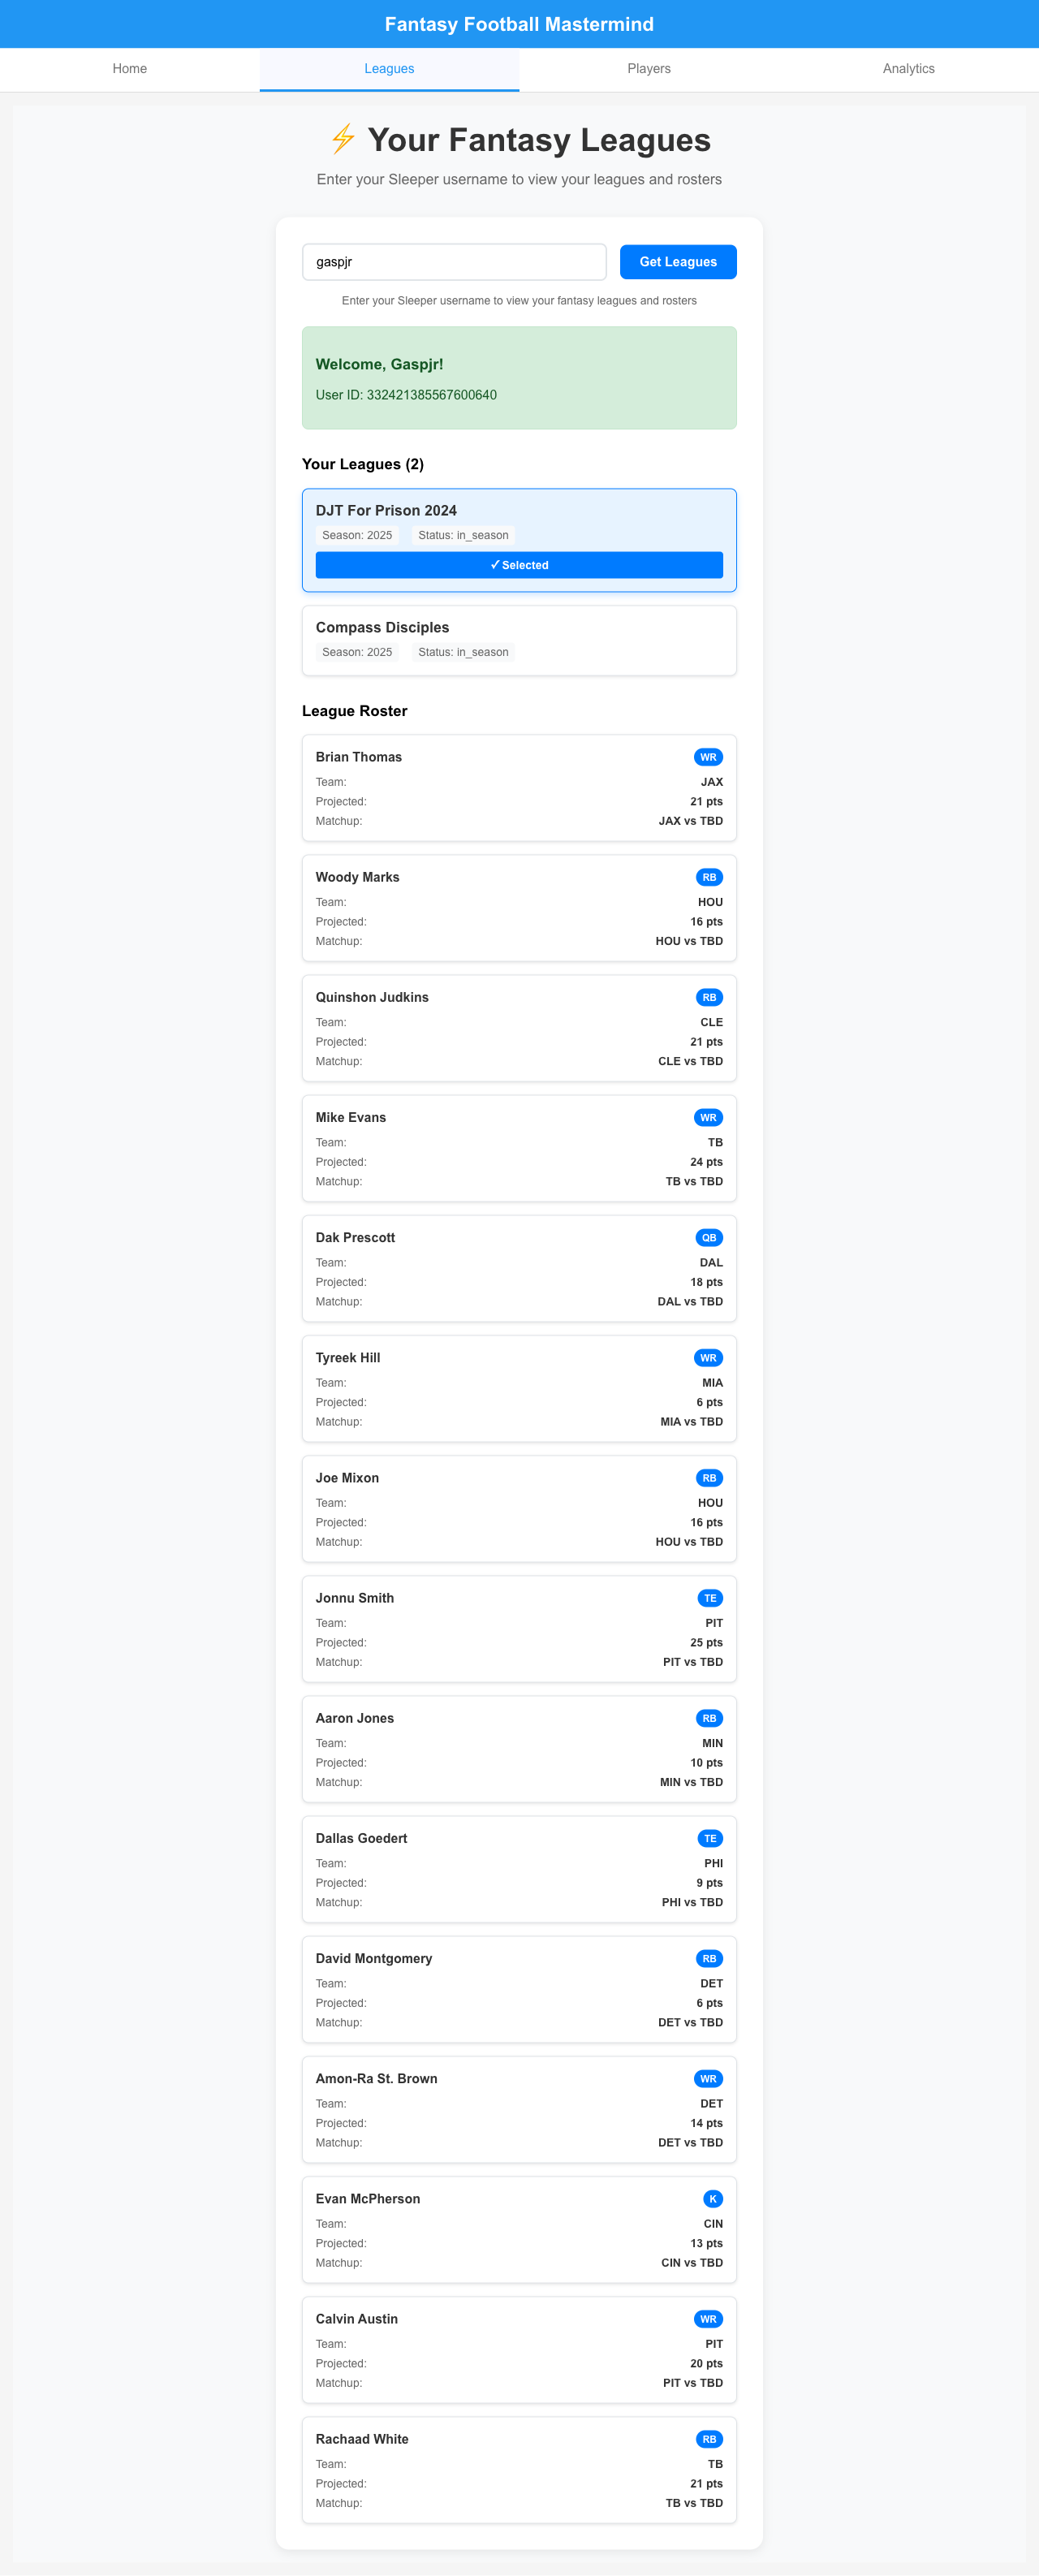 Fantasy Football Mastermind
Home Leagues Players Analytics
⚡ Your Fantasy Leagues
Enter your Sleeper username to view your leagues and rosters
gaspjr Get Leagues
Enter your Sleeper username to view your fantasy leagues and rosters
Welcome, Gaspjr!
User ID: 332421385567600640
Your Leagues (2)
DJT For Prison 2024
Season: 2025 Status: in_season
✓ Selected
Compass Disciples
Season: 2025 Status: in_season
League Roster
Brian Thomas WR
Team: JAX
Projected: 21 pts
Matchup: JAX vs TBD
Woody Marks RB
Team: HOU
Projected: 16 pts
Matchup: HOU vs TBD
Quinshon Judkins RB
Team: CLE
Projected: 21 pts
Matchup: CLE vs TBD
Mike Evans WR
Team: TB
Projected: 24 pts
Matchup: TB vs TBD
Dak Prescott QB
Team: DAL
Projected: 18 pts
Matchup: DAL vs TBD
Tyreek Hill WR
Team: MIA
Projected: 6 pts
Matchup: MIA vs TBD
Joe Mixon RB
Team: HOU
Projected: 16 pts
Matchup: HOU vs TBD
Jonnu Smith TE
Team: PIT
Projected: 25 pts
Matchup: PIT vs TBD
Aaron Jones RB
Team: MIN
Projected: 10 pts
Matchup: MIN vs TBD
Dallas Goedert TE
Team: PHI
Projected: 9 pts
Matchup: PHI vs TBD
David Montgomery RB
Team: DET
Projected: 6 pts
Matchup: DET vs TBD
Amon-Ra St. Brown WR
Team: DET
Projected: 14 pts
Matchup: DET vs TBD
Evan McPherson K
Team: CIN
Projected: 13 pts
Matchup: CIN vs TBD
Calvin Austin WR
Team: PIT
Projected: 20 pts
Matchup: PIT vs TBD
Rachaad White RB
Team: TB
Projected: 21 pts
Matchup: TB vs TBD